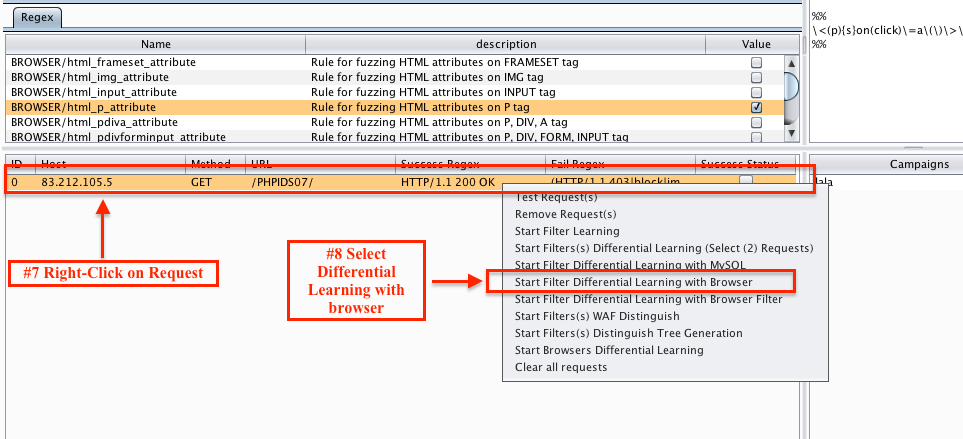 Regex
Name description Value
BROWSER/html_frameset_attribute Rule for fuzzing HTML attributes on FRAMESET tag
BROWSER/html_img_attribute Rule for fuzzing HTML attributes on IMG tag
BROWSER/html_input_attribute Rule for fuzzing HTML attributes on INPUT tag
BROWSER/html_p_attribute Rule for fuzzing HTML attributes on P tag
BROWSER/html_pdiva_attribute Rule for fuzzing HTML attributes on P, DIV, A tag
BROWSER/html_pdivforminput_attribute Rule for fuzzing HTML attributes on P, DIV, FORM, INPUT tag
%%
\<(p){s}on(click)\=a\(\)\>\
%%
ID Host Method URL Success Regex Fail Regex Success Status
0 83.212.105.5 GET /PHPIDS07/ HTTP/1.1 200 OK (HTTP/1.1 403|blocklim
Campaigns
lala
Test Request(s)
Remove Request(s)
Start Filter Learning
Start Filters(s) Differential Learning (Select (2) Requests)
Start Filter Differential Learning with MySQL
Start Filter Differential Learning with Browser
Start Filter Differential Learning with Browser Filter
Start Filters(s) WAF Distinguish
Start Filters(s) Distinguish Tree Generation
Start Browsers Differential Learning
Clear all requests
#7 Right-Click on Request
#8 Select
Differential
Learning with
browser